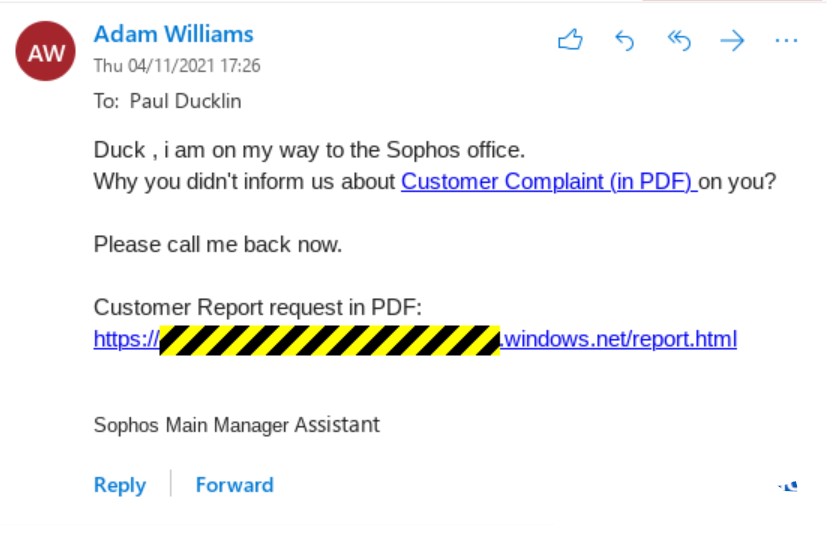 AW
Adam Williams
Thu 04/11/2021 17:26
To: Paul Ducklin
Duck , i am on my way to the Sophos office.
Why you didn't inform us about Customer Complaint (in PDF) on you?
Please call me back now.
Customer Report request in PDF:
https:// .windows.net/report.html
Sophos Main Manager Assistant
Reply Forward